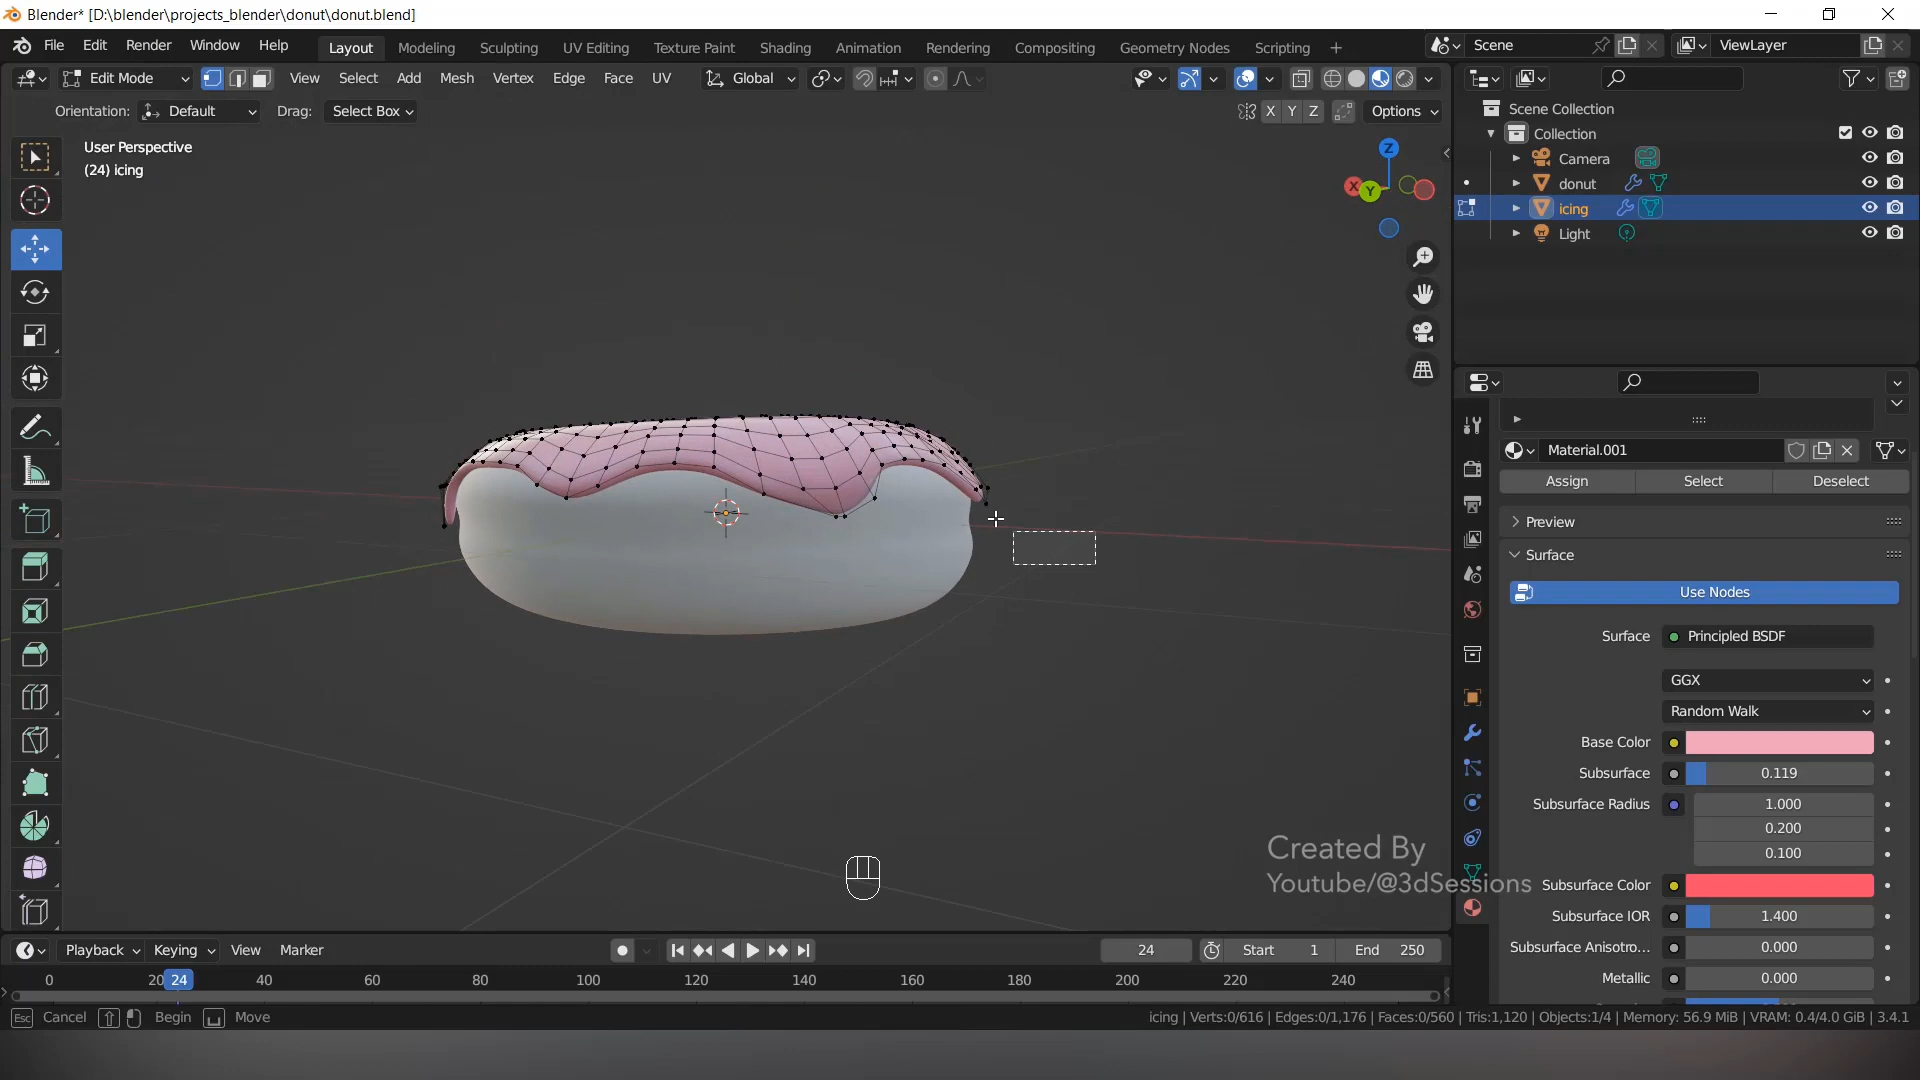 Blender* [D:\blender\projects_blender\donut\donut.blend]
File Edit Render Window Help Layout Modeling Sculpting UV Editing Texture Paint Shading Animation Rendering Compositing Geometry Nodes Scripting + Scene ViewLayer
Edit Mode View Select Add Mesh Vertex Edge Face UV Global
Orientation: Default Drag: Select Box X Y Z Options
User Perspective
(24) icing
Z
X Y
Scene Collection
Collection
Camera
donut
icing
Light
Material.001
Assign Select Deselect
Preview
Surface
Use Nodes
Surface Principled BSDF
GGX
Random Walk
Base Color
Subsurface 0.119
Subsurface Radius 1.000
0.200
0.100
Subsurface Color
Subsurface IOR 1.400
Subsurface Anisotro... 0.000
Metallic 0.000
Created By
Youtube/@3dSessions
Playback Keying View Marker 24 Start 1 End 250
0 20 24 40 60 80 100 120 140 160 180 200 220 240
Esc Cancel Begin Move icing | Verts:0/616 | Edges:0/1,176 | Faces:0/560 | Tris:1,120 | Objects:1/4 | Memory: 56.9 MiB | VRAM: 0.4/4.0 GiB | 3.4.1